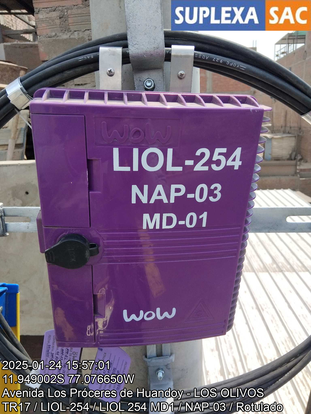 SUPLEXA SAC
WOW
LIOL-254
NAP-03
MD-01
WOW
2025-01-24 15:57:01
11.949002S 77.076650W
Avenida Los Próceres de Huandoy - LOS OLIVOS
TR17 / LIOL-254 / LIOL 254 MD1 / NAP-03 / Rotulado